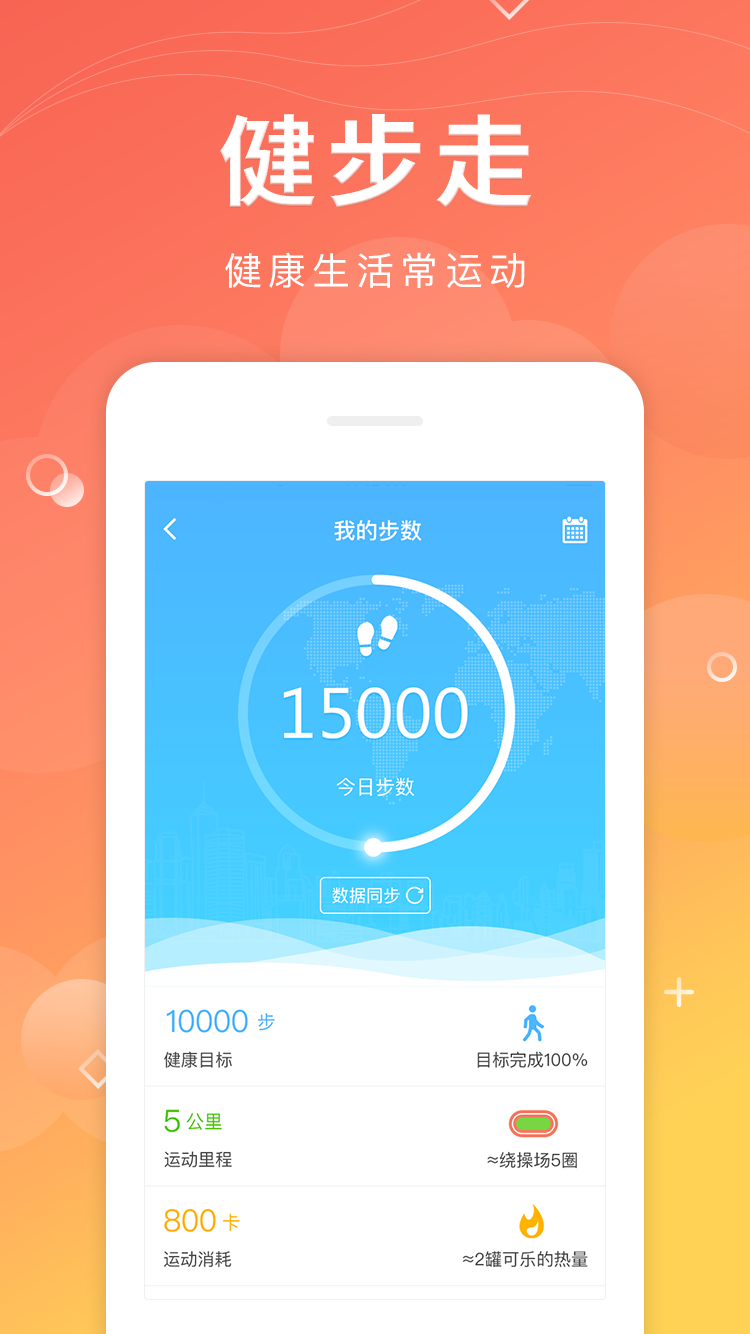 健步走
健康生活常运动
我的步数
15000
今日步数
数据同步
10000 步
健康目标
目标完成100%
5 公里
运动里程
≈绕操场5圈
800 卡
运动消耗
≈2罐可乐的热量